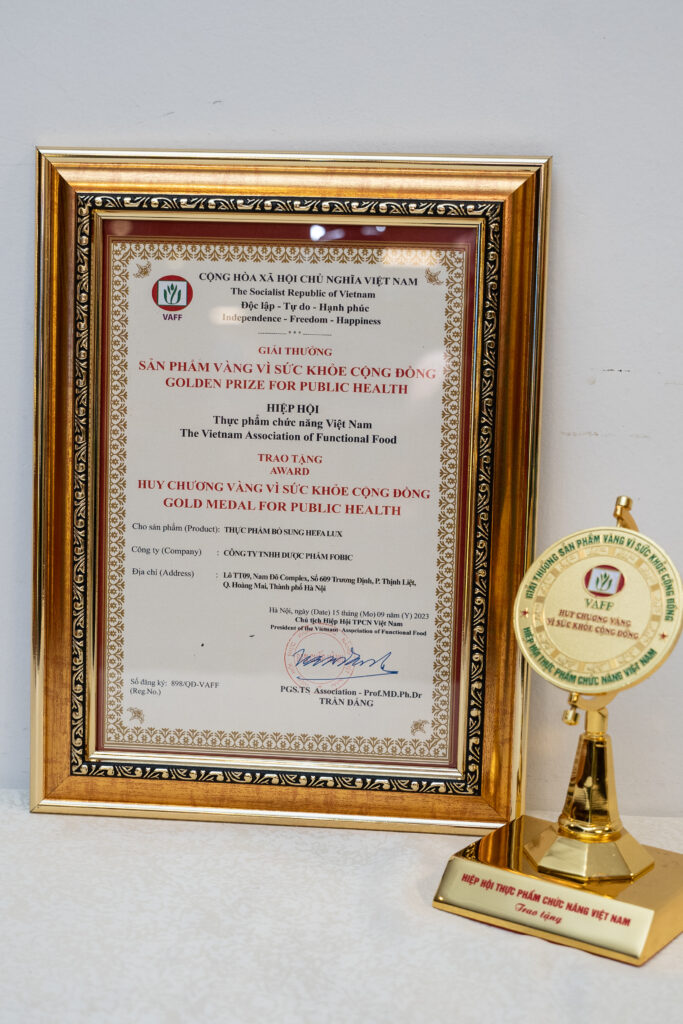 CỘNG HÒA XÃ HỘI CHỦ NGHĨA VIỆT NAM
The Socialist Republic of Vietnam
Độc lập - Tự do - Hạnh phúc
Independence - Freedom - Happiness
VAFF
GIẢI THƯỞNG
SẢN PHẨM VÀNG VÌ SỨC KHỎE CỘNG ĐỒNG
GOLDEN PRIZE FOR PUBLIC HEALTH
HIỆP HỘI
Thực phẩm chức năng Việt Nam
The Vietnam Association of Functional Food
TRAO TẶNG
AWARD
HUY CHƯƠNG VÀNG VÌ SỨC KHỎE CỘNG ĐỒNG
GOLD MEDAL FOR PUBLIC HEALTH
Cho sản phẩm (Product): THỰC PHẨM BỔ SUNG HEFA LUX
Công ty (Company) : CÔNG TY TNHH DƯỢC PHẨM FOBIC
Địa chỉ (Address) : Lô TT09, Nam Đô Complex, Số 609 Trương Định, P. Thịnh Liệt,
Q. Hoàng Mai, Thành phố Hà Nội
Hà Nội, ngày (Date) 15 tháng (Mo) 09 năm (Y) 2023
Chủ tịch Hiệp Hội TPCN Việt Nam
President of the Vietnam Association of Functional Food
Số đăng ký: 898/QĐ-VAFF
(Reg No.)
PGS.TS Association - Prof.MD.Ph.Dr
TRẦN ĐÁNG
GIẢI THƯỞNG SẢN PHẨM VÀNG VÌ SỨC KHỎE CỘNG ĐỒNG
VAFF
HUY CHƯƠNG VÀNG
VÌ SỨC KHỎE CỘNG ĐỒNG
HIỆP HỘI THỰC PHẨM CHỨC NĂNG VIỆT NAM
HIỆP HỘI THỰC PHẨM CHỨC NĂNG VIỆT NAM
Trao tặng